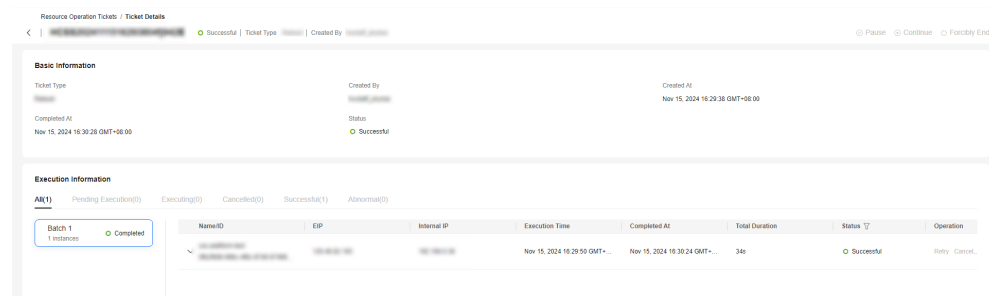 Resource Operation Tickets / Ticket Details
Successful | Ticket Type | Created By
Pause Continue Forcibly End
Basic Information
Ticket Type Created By Created At
Nov 15, 2024 16:29:38 GMT+08:00
Completed At Status
Nov 15, 2024 16:30:28 GMT+08:00 Successful
Execution Information
All(1) Pending Execution(0) Executing(0) Cancelled(0) Successful(1) Abnormal(0)
Batch 1
1 instances
Completed
Name/ID EIP Internal IP Execution Time Completed At Total Duration Status Operation
Nov 15, 2024 16:29:50 GMT+... Nov 15, 2024 16:30:24 GMT+... 34s Successful Retry Cancel...